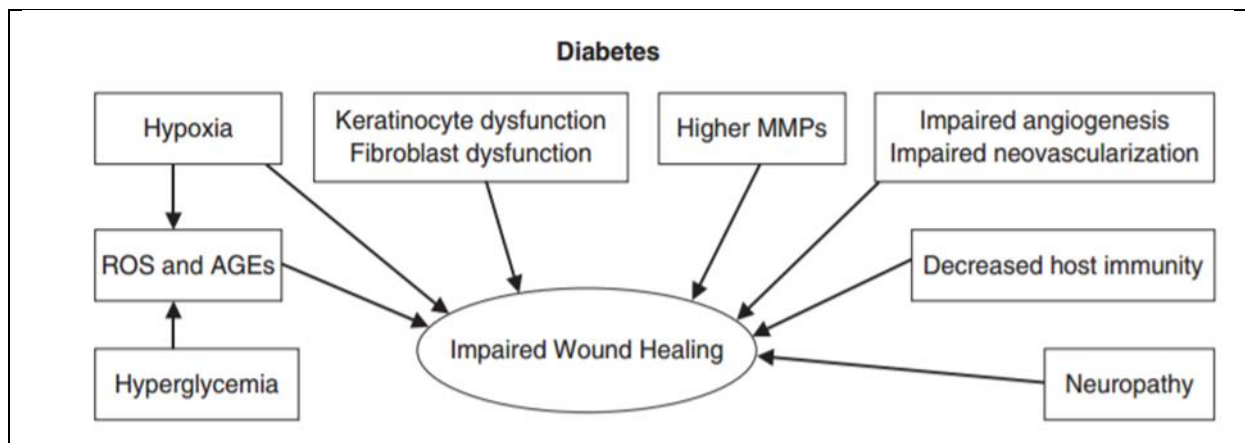 Diabetes
Hypoxia
Keratinocyte dysfunction
Fibroblast dysfunction
Higher MMPs
Impaired angiogenesis
Impaired neovascularization
ROS and AGEs
Decreased host immunity
Impaired Wound Healing
Hyperglycemia
Neuropathy